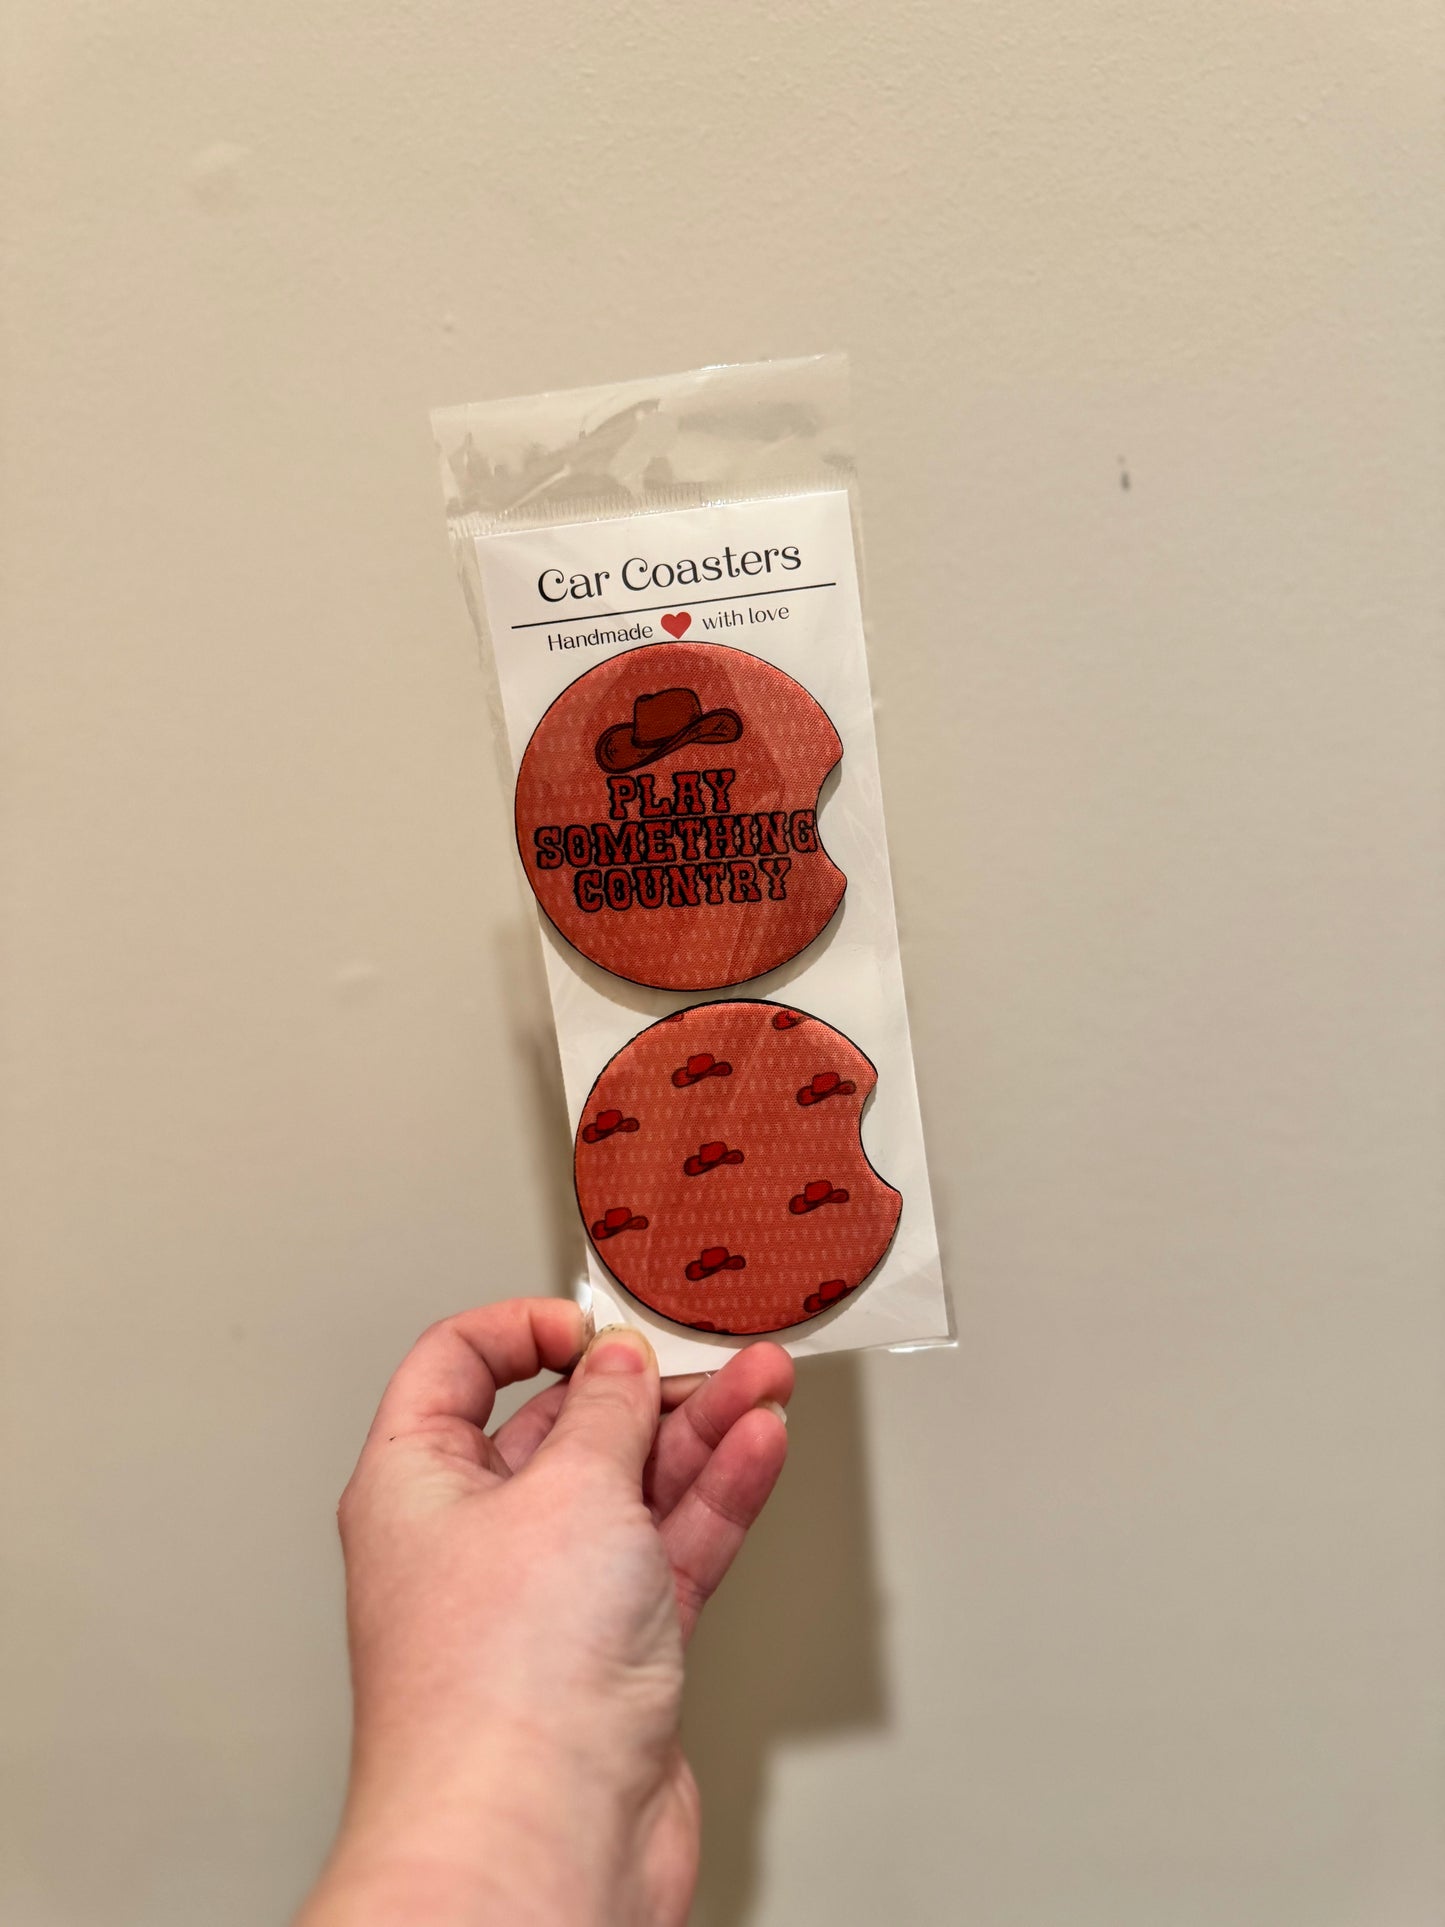 Car Coasters
Handmade ❤ with love
PLAY
SOMETHING
COUNTRY